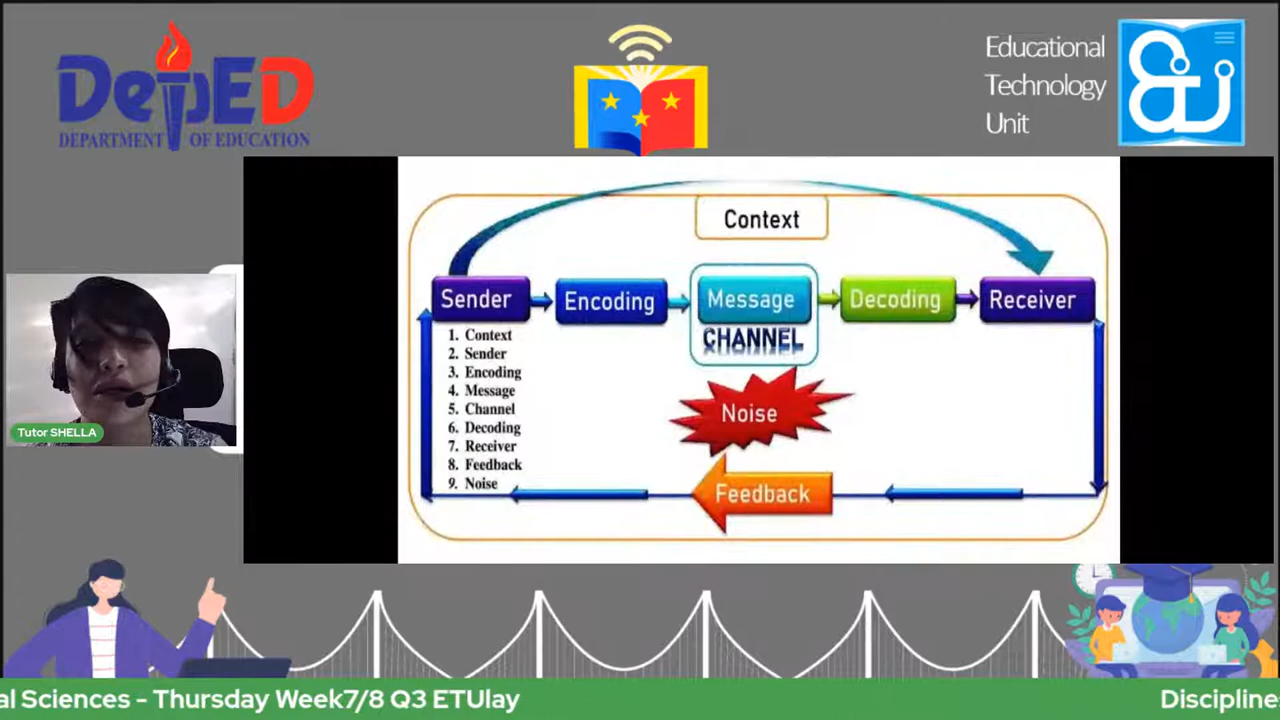 DepED
DEPARTMENT OF EDUCATION
Educational
Technology
Unit
Context
Sender
Encoding
Message
Decoding
Receiver
CHANNEL
1. Context
2. Sender
3. Encoding
4. Message
5. Channel
6. Decoding
7. Receiver
8. Feedback
9. Noise
Noise
Feedback
Tutor SHELLA
al Sciences - Thursday Week7/8 Q3 ETUlay
Discipline